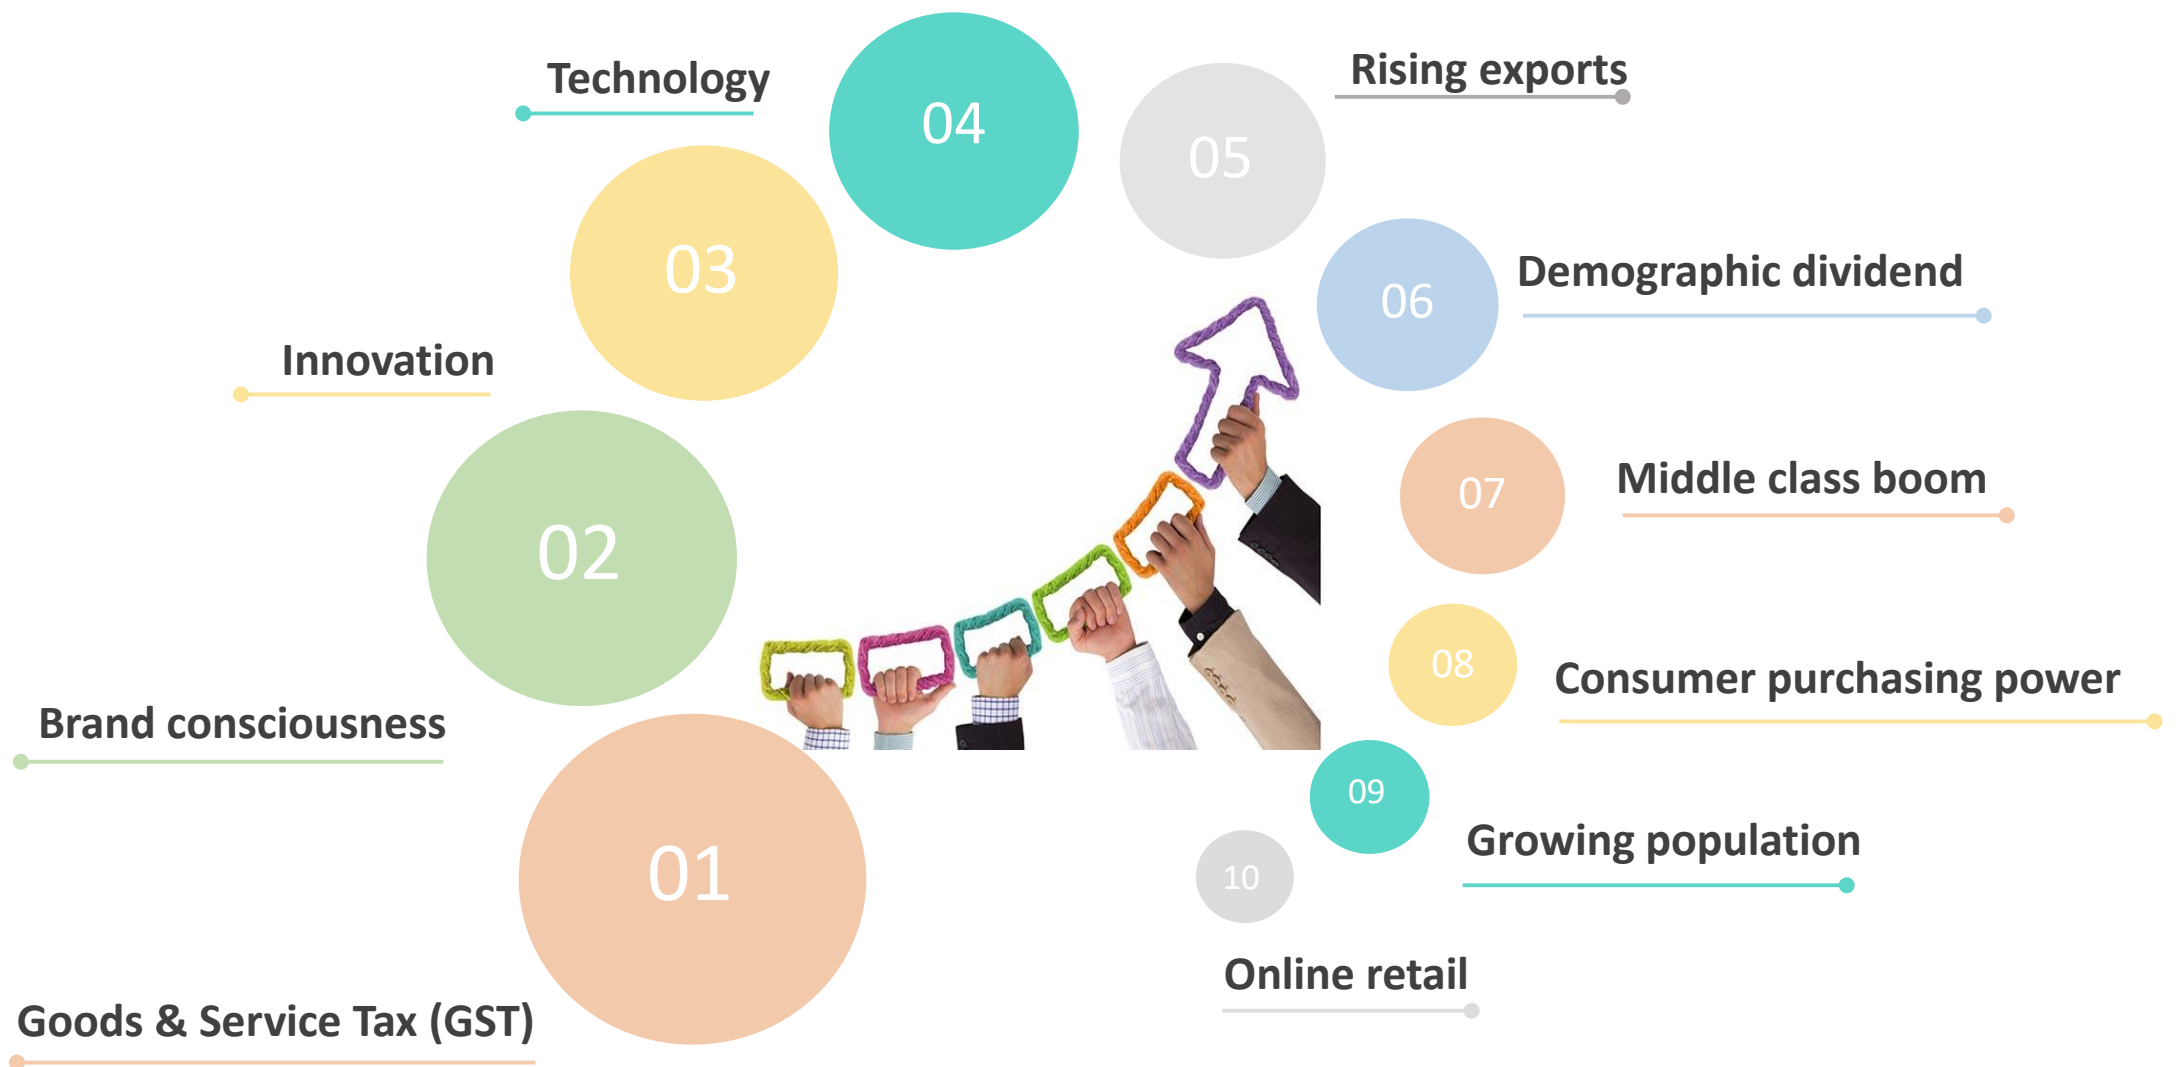 01
Goods & Service Tax (GST)
02
Brand consciousness
03
Innovation
04
Technology
05
Rising exports
06
Demographic dividend
07
Middle class boom
08
Consumer purchasing power
09
Growing population
10
Online retail